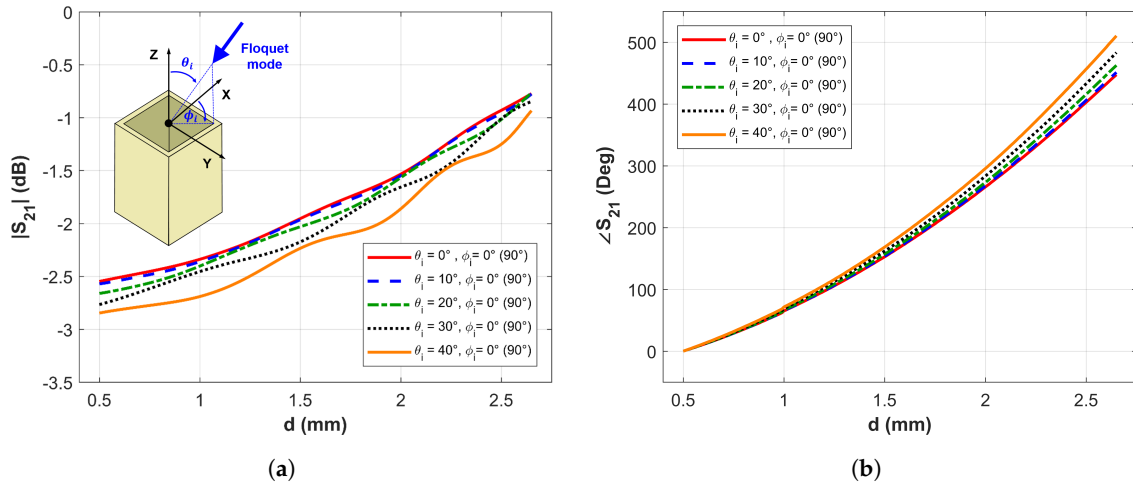 (a)
0
-0.5
-1
-1.5
-2
-2.5
-3
-3.5
|S21| (dB)
0.5 1 1.5 2 2.5
d (mm)
Z
θi
Floquet
mode
X
ϕi
Y
θi = 0° , ϕi= 0° (90°)
θi = 10°, ϕi= 0° (90°)
θi = 20°, ϕi= 0° (90°)
θi = 30°, ϕi= 0° (90°)
θi = 40°, ϕi= 0° (90°)
(a)
(b)
500
400
300
200
100
0
∠S21 (Deg)
0.5 1 1.5 2 2.5
d (mm)
θi = 0° , ϕi= 0° (90°)
θi = 10°, ϕi= 0° (90°)
θi = 20°, ϕi= 0° (90°)
θi = 30°, ϕi= 0° (90°)
θi = 40°, ϕi= 0° (90°)
(b)